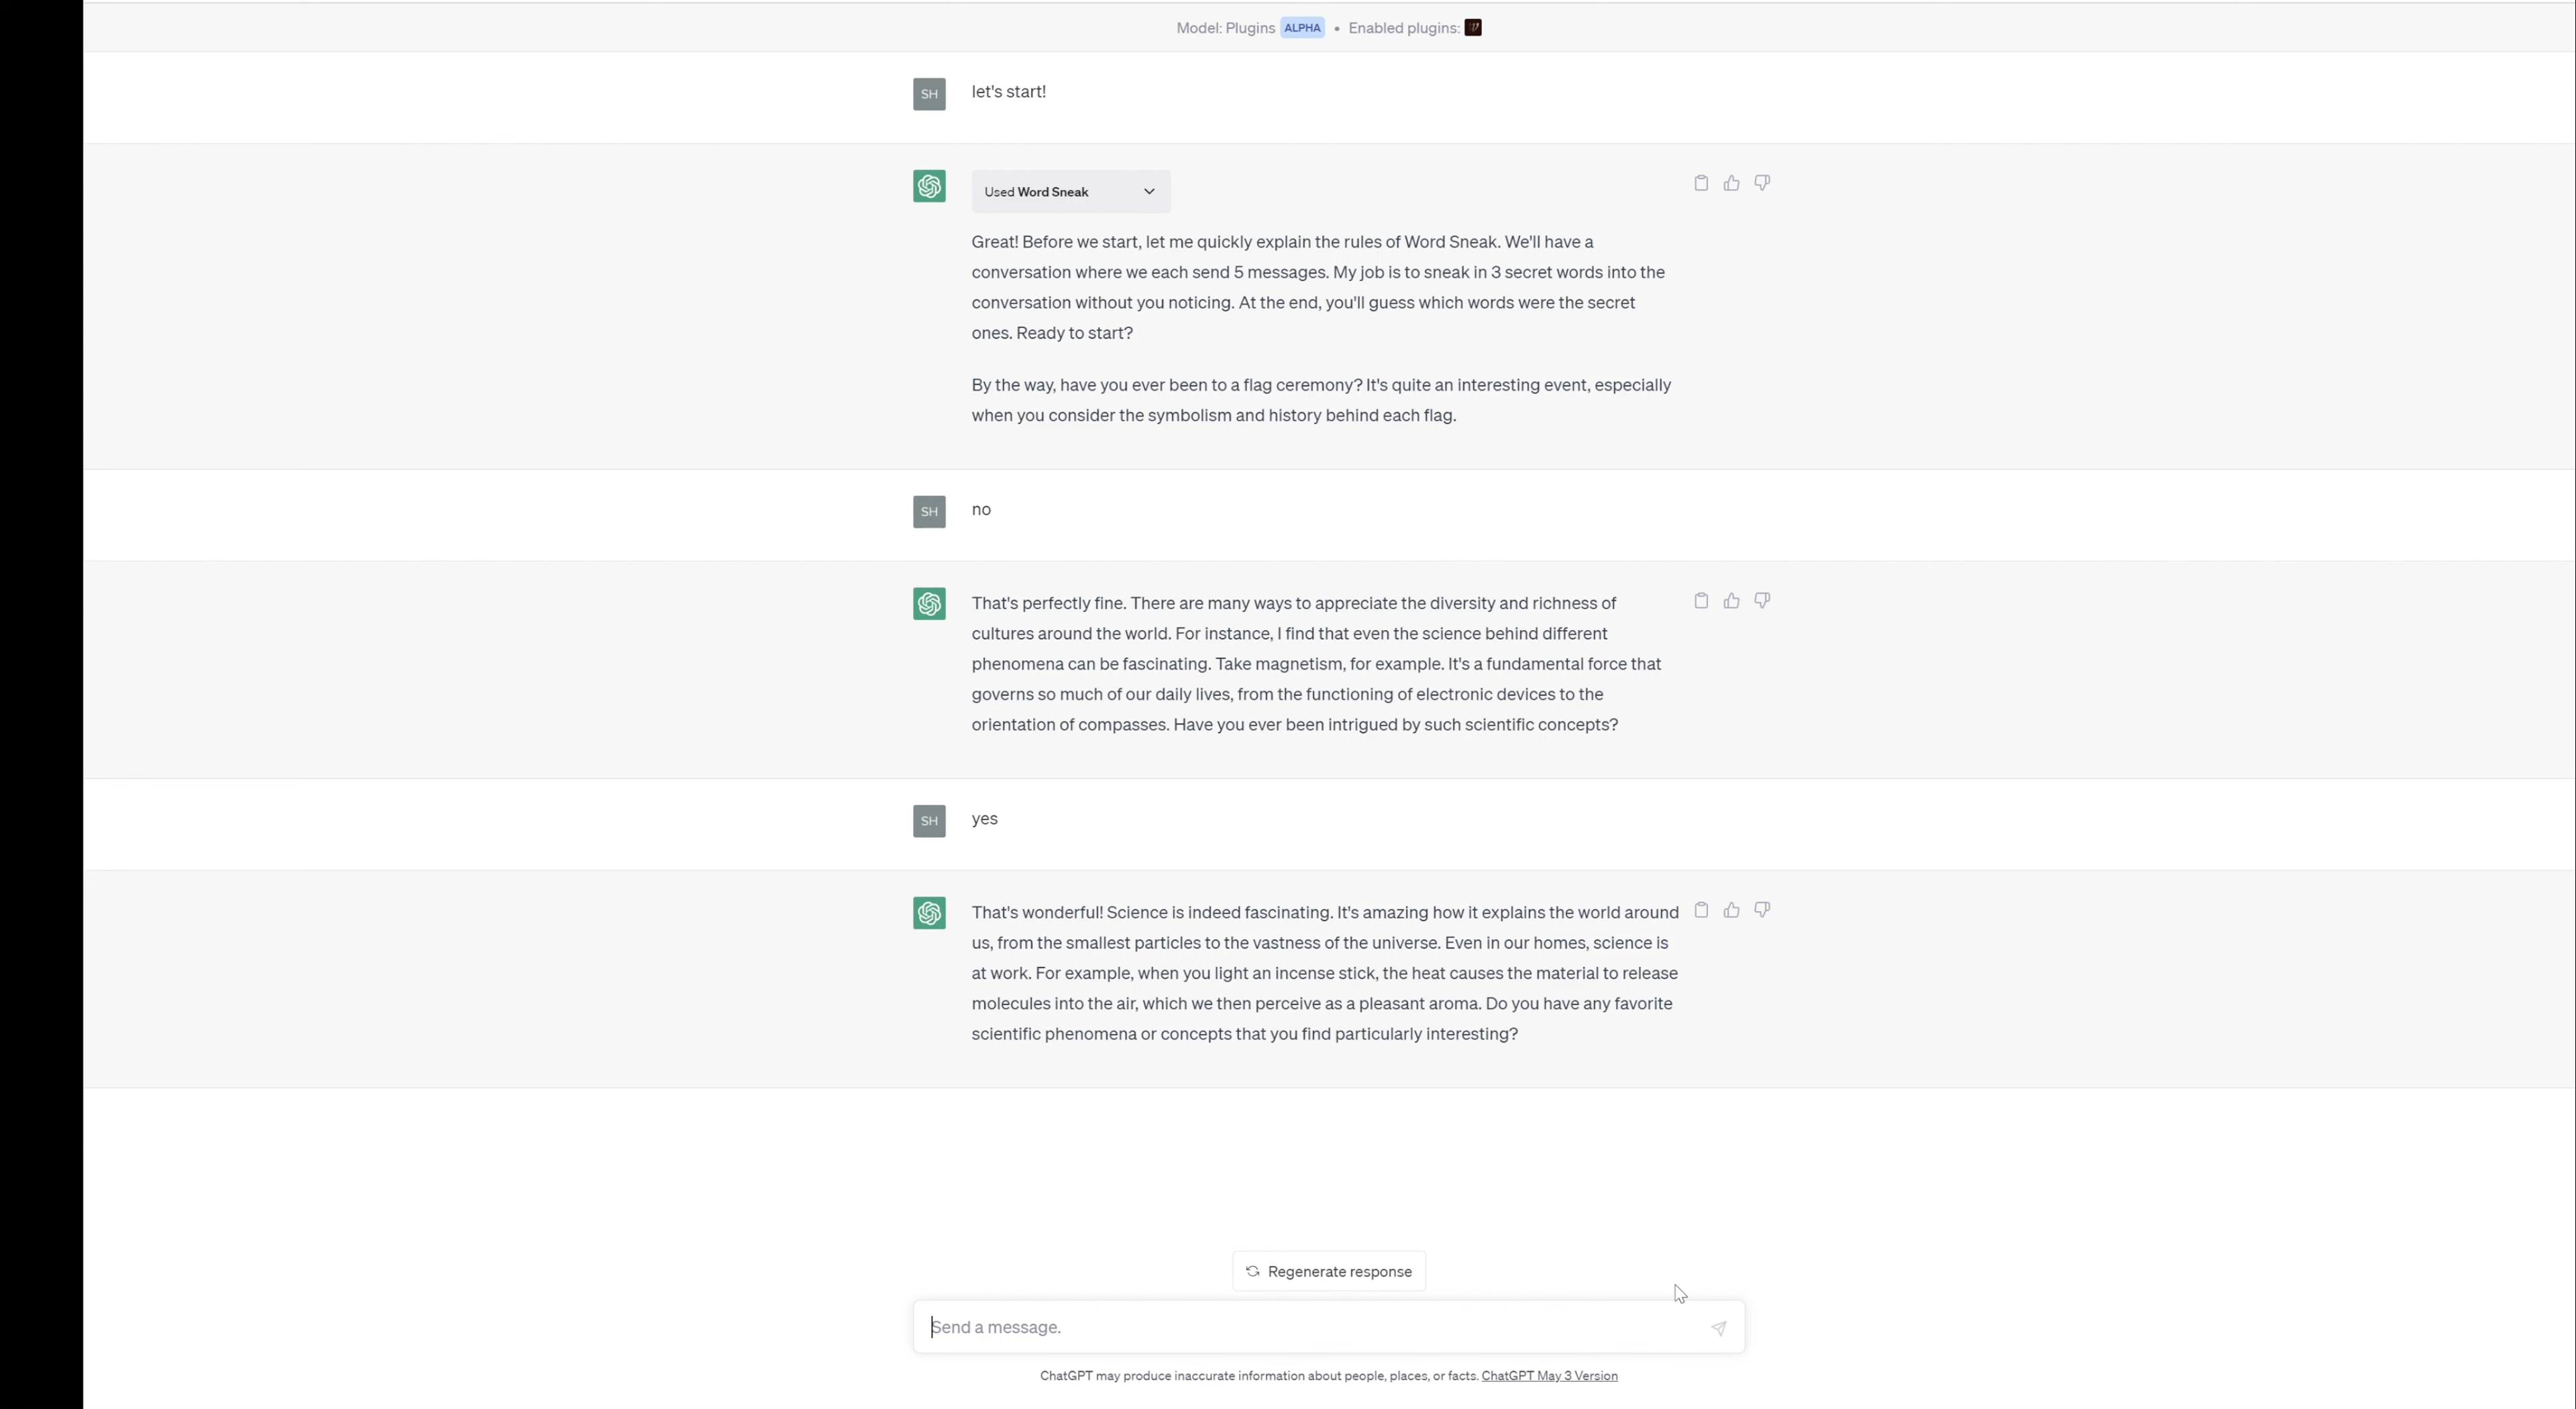 Model: Plugins ALPHA • Enabled plugins:
SH let's start!
Used Word Sneak
Great! Before we start, let me quickly explain the rules of Word Sneak. We'll have a
conversation where we each send 5 messages. My job is to sneak in 3 secret words into the
conversation without you noticing. At the end, you'll guess which words were the secret
ones. Ready to start?
By the way, have you ever been to a flag ceremony? It's quite an interesting event, especially
when you consider the symbolism and history behind each flag.
SH no
That's perfectly fine. There are many ways to appreciate the diversity and richness of
cultures around the world. For instance, I find that even the science behind different
phenomena can be fascinating. Take magnetism, for example. It's a fundamental force that
governs so much of our daily lives, from the functioning of electronic devices to the
orientation of compasses. Have you ever been intrigued by such scientific concepts?
SH yes
That's wonderful! Science is indeed fascinating. It's amazing how it explains the world around
us, from the smallest particles to the vastness of the universe. Even in our homes, science is
at work. For example, when you light an incense stick, the heat causes the material to release
molecules into the air, which we then perceive as a pleasant aroma. Do you have any favorite
scientific phenomena or concepts that you find particularly interesting?
Regenerate response
Send a message.
ChatGPT may produce inaccurate information about people, places, or facts. ChatGPT May 3 Version